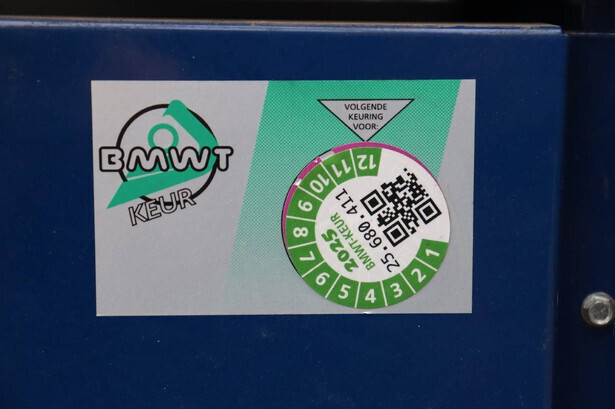 BMWT
KEUR
VOLGENDE
KEURING
VOOR:
1 2 3 4 5 6 7 8 9 10 11 12
2025
BMWT-KEUR
25.680.411